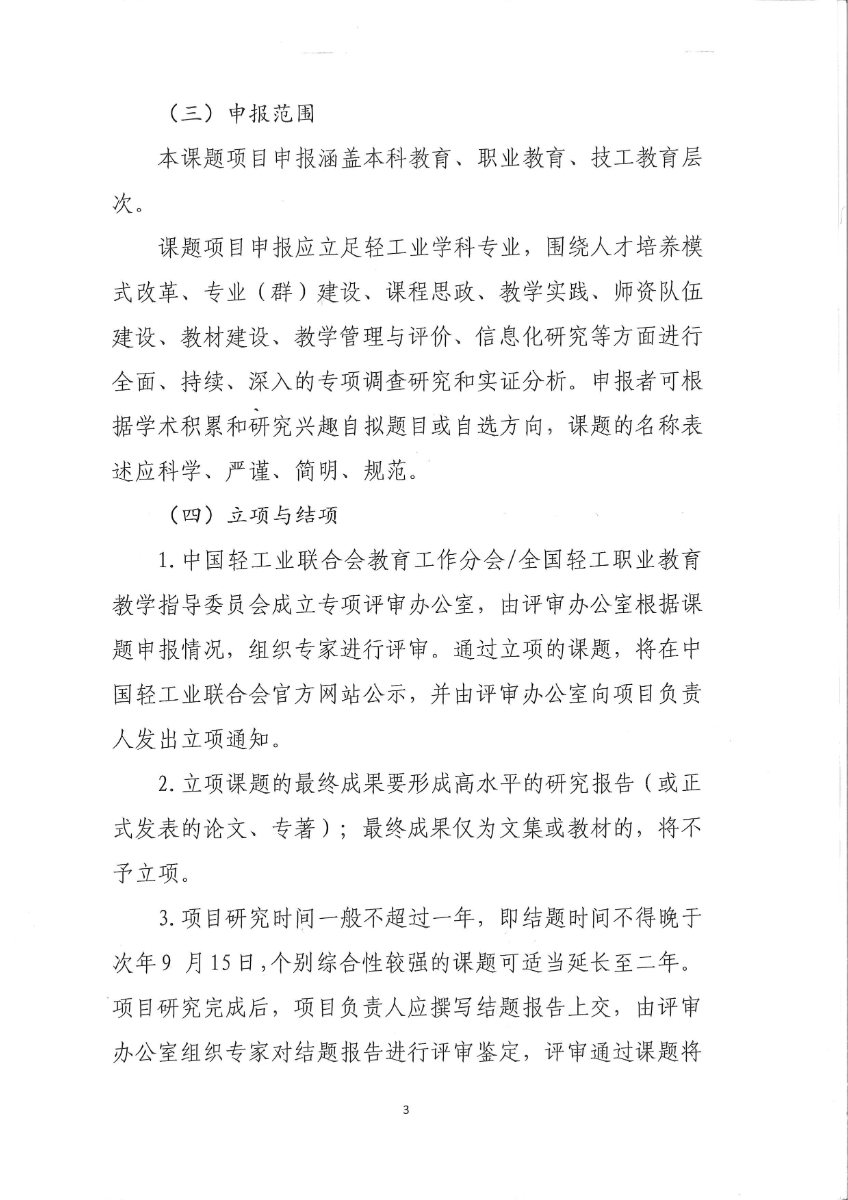 （三）申报范围
本课题项目申报涵盖本科教育、职业教育、技工教育层
次。
课题项目申报应立足轻工业学科专业，围绕人才培养模
式改革、专业（群）建设、课程思政、教学实践、师资队伍
建设、教材建设、教学管理与评价、信息化研究等方面进行
全面、持续、深入的专项调查研究和实证分析。申报者可根
据学术积累和研究兴趣自拟题目或自选方向，课题的名称表
述应科学、严谨、简明、规范。
（四）立项与结项
1.中国轻工业联合会教育工作分会/全国轻工职业教育
教学指导委员会成立专项评审办公室，由评审办公室根据课
题申报情况，组织专家进行评审。通过立项的课题，将在中
国轻工业联合会官方网站公示，并由评审办公室向项目负责
人发出立项通知。
2.立项课题的最终成果要形成高水平的研究报告（或正
式发表的论文、专著）；最终成果仅为文集或教材的，将不
予立项。
3.项目研究时间一般不超过一年，即结题时间不得晚于
次年9 月15日,个别综合性较强的课题可适当延长至二年。
项目研究完成后，项目负责人应撰写结题报告上交，由评审
办公室组织专家对结题报告进行评审鉴定，评审通过课题将
3